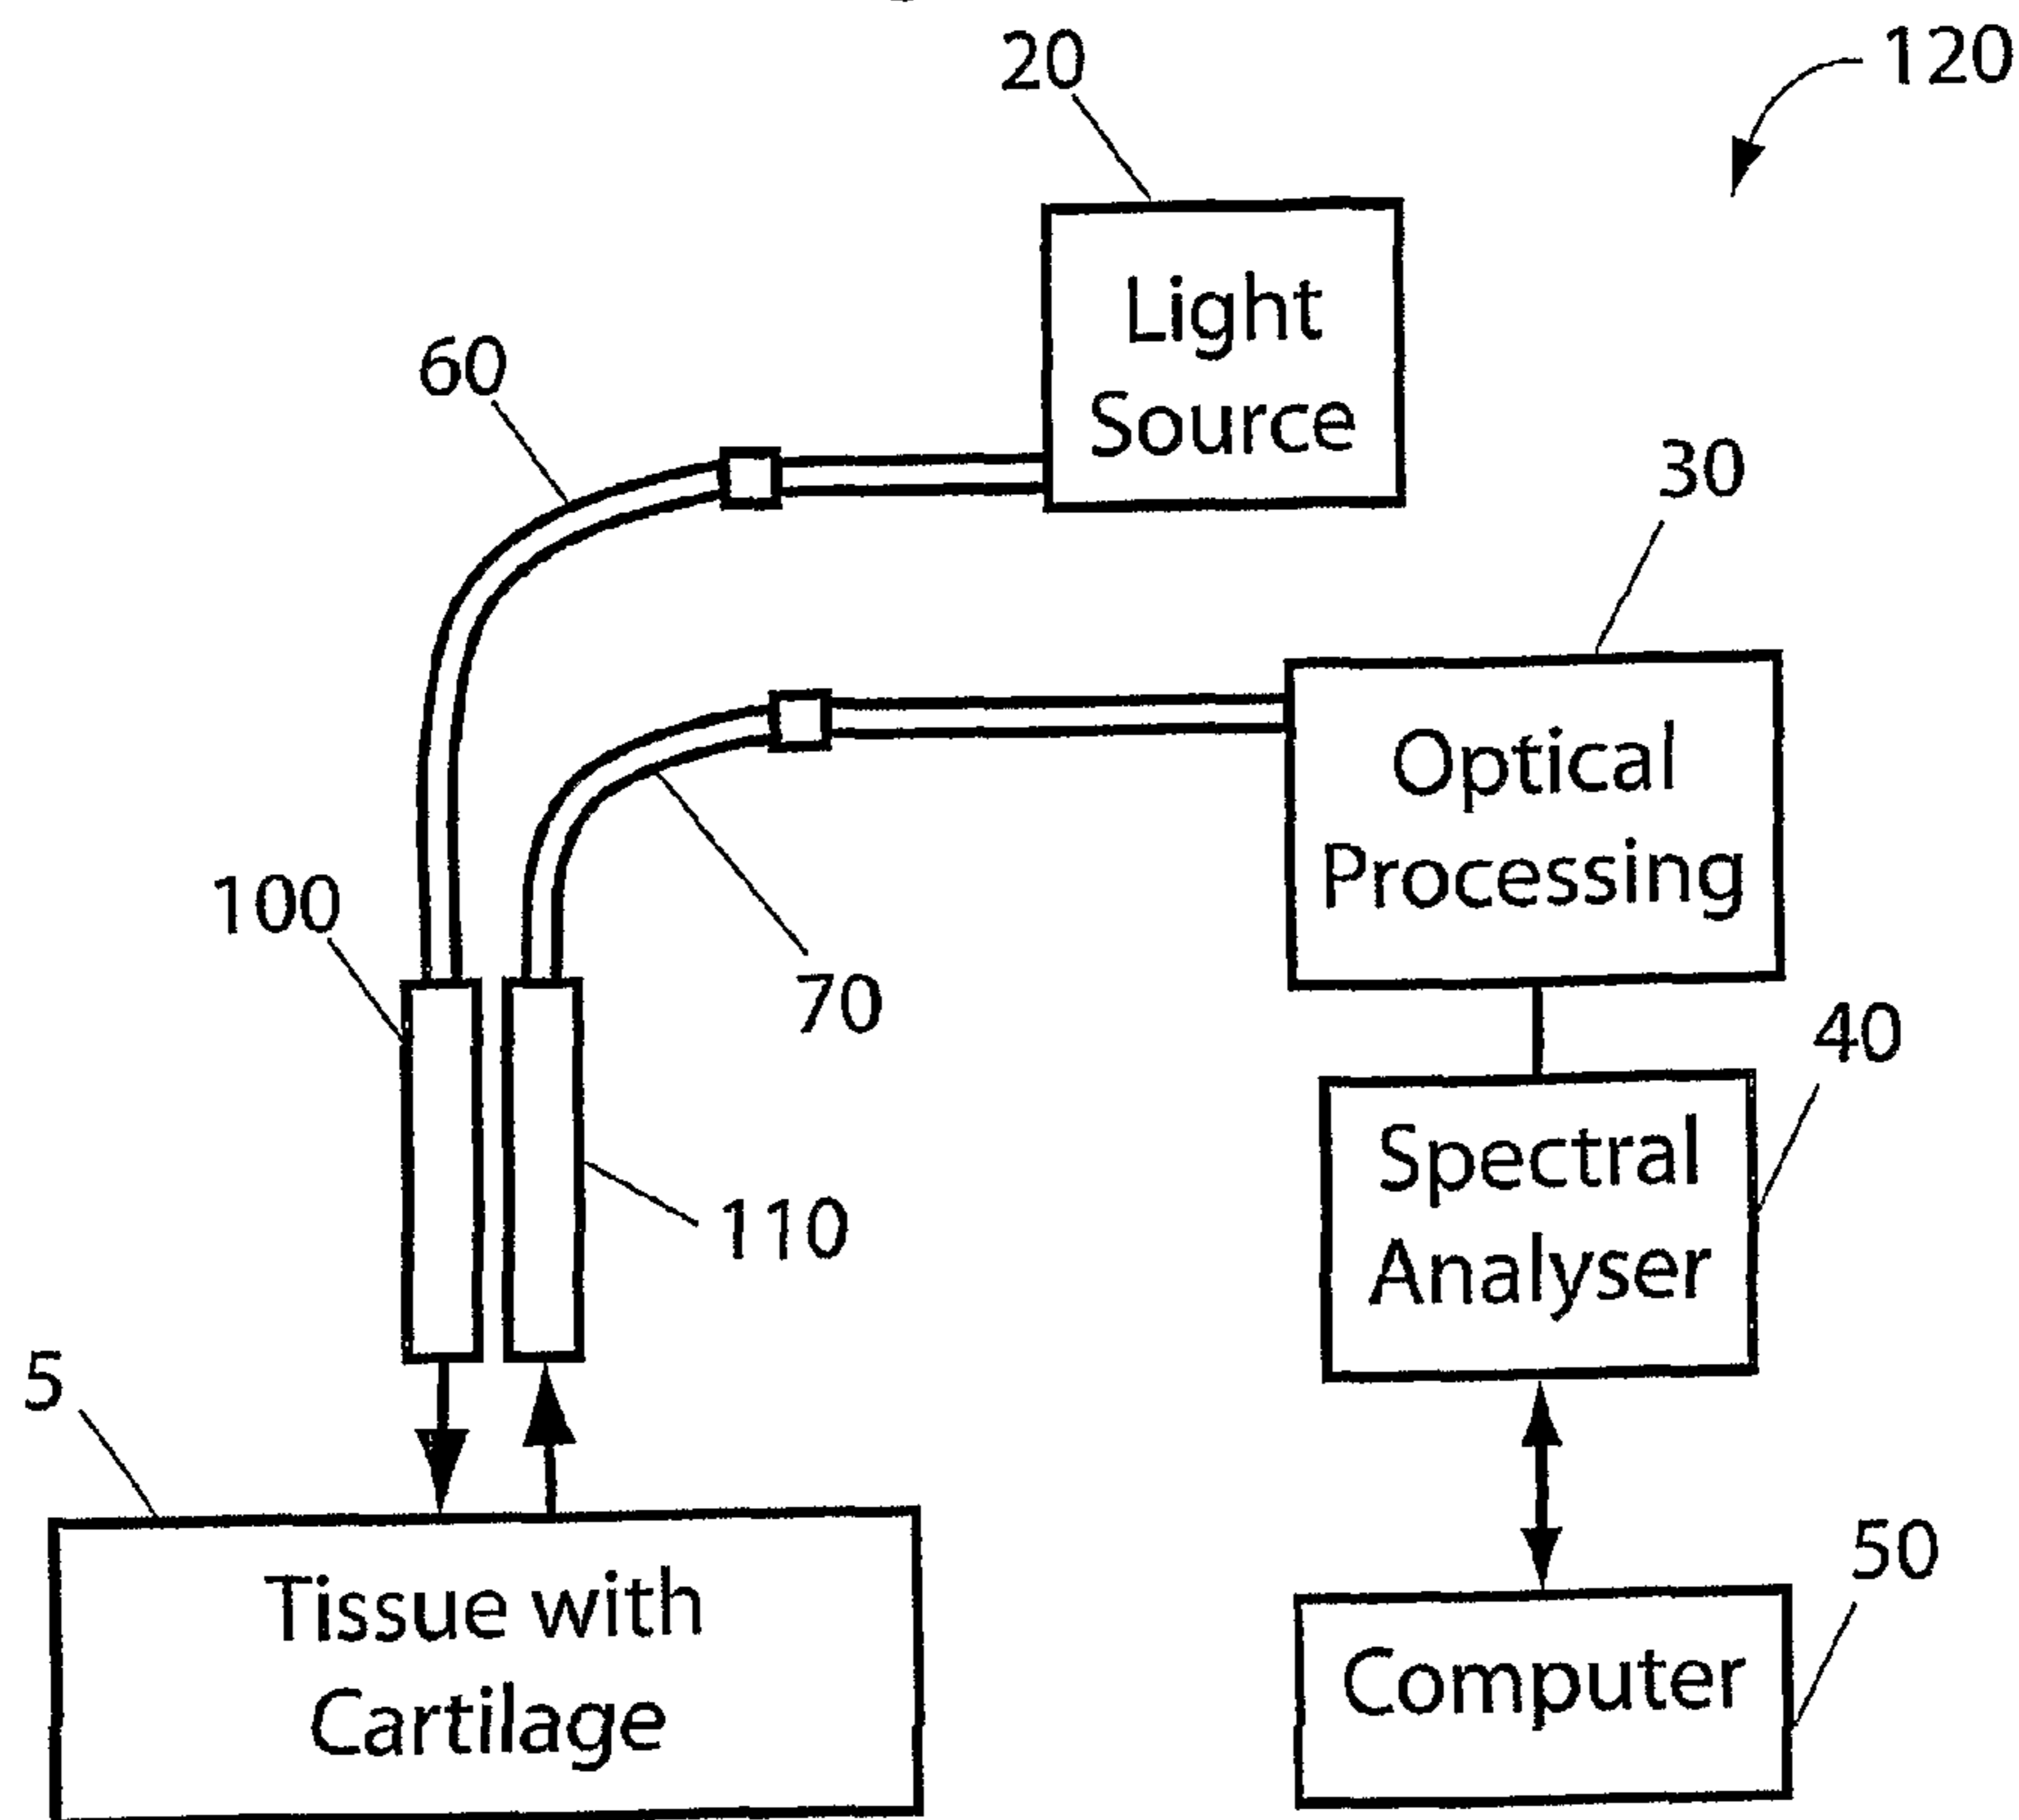 20
120
Light
Source
60
30
Optical
Processing
100
70
40
Spectral
Analyser
110
5
50
Tissue with
Cartilage
Computer